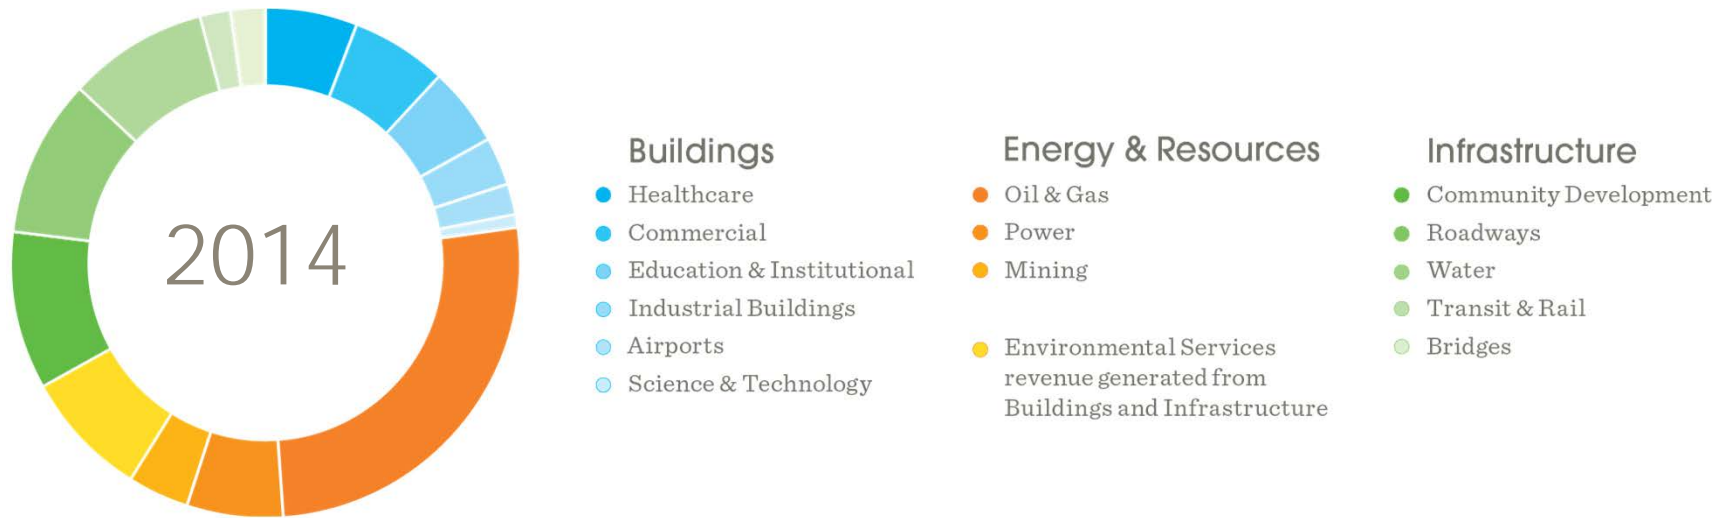 2014
Buildings
Healthcare
Commercial
Education & Institutional
Industrial Buildings
Airports
Science & Technology
Energy & Resources
Oil & Gas
Power
Mining
Environmental Services
revenue generated from
Buildings and Infrastructure
Infrastructure
Community Development
Roadways
Water
Transit & Rail
Bridges